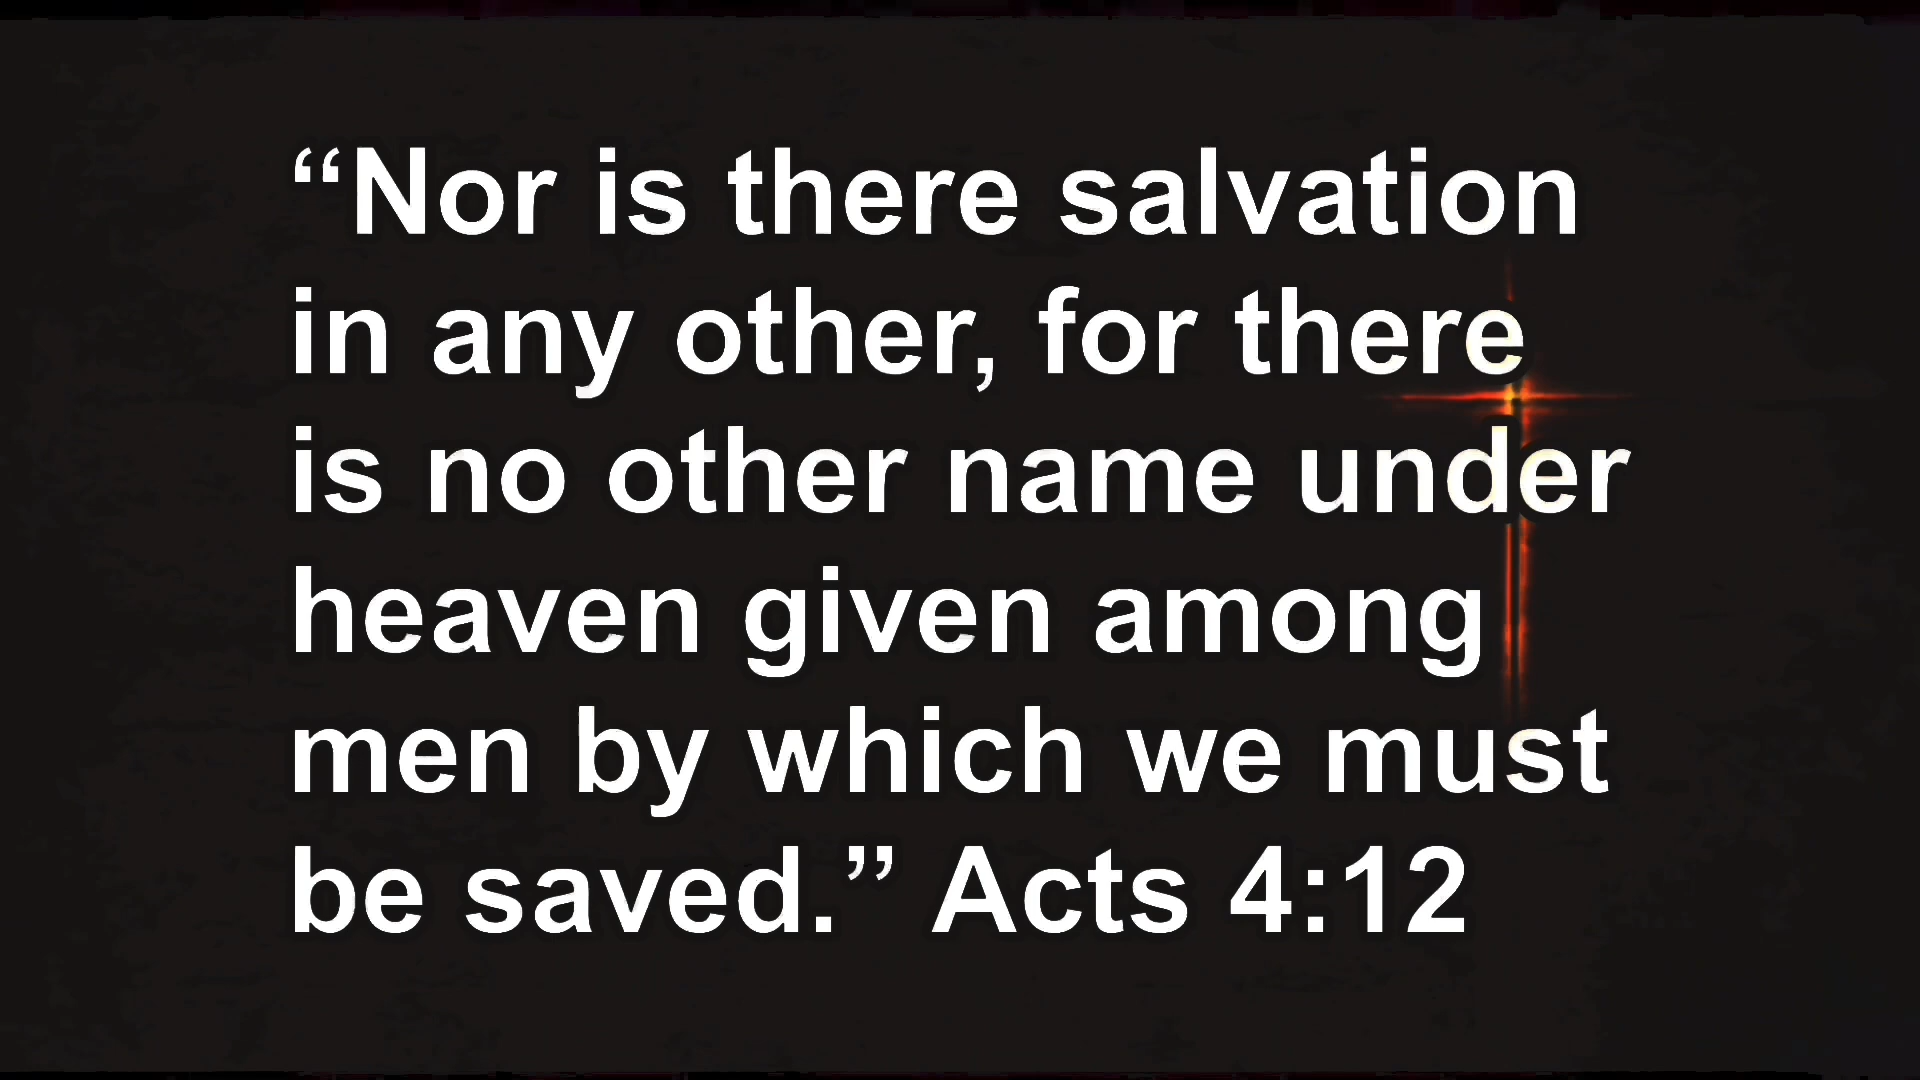 “Nor is there salvation
in any other, for there
is no other name under
heaven given among
men by which we must
be saved.” Acts 4:12